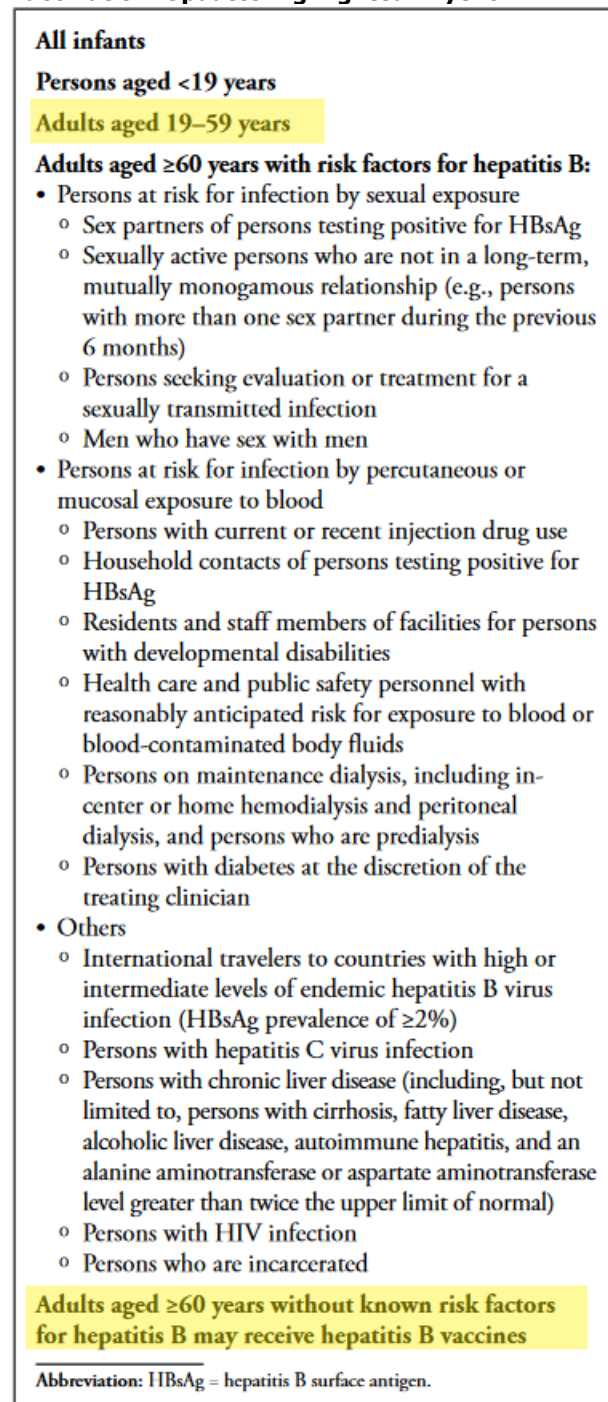 All infants
Persons aged <19 years
Adults aged 19–59 years
Adults aged ≥60 years with risk factors for hepatitis B:
• Persons at risk for infection by sexual exposure
o Sex partners of persons testing positive for HBsAg
o Sexually active persons who are not in a long-term,
mutually monogamous relationship (e.g., persons
with more than one sex partner during the previous
6 months)
o Persons seeking evaluation or treatment for a
sexually transmitted infection
o Men who have sex with men
• Persons at risk for infection by percutaneous or
mucosal exposure to blood
o Persons with current or recent injection drug use
o Household contacts of persons testing positive for
HBsAg
o Residents and staff members of facilities for persons
with developmental disabilities
o Health care and public safety personnel with
reasonably anticipated risk for exposure to blood or
blood-contaminated body fluids
o Persons on maintenance dialysis, including in-
center or home hemodialysis and peritoneal
dialysis, and persons who are predialysis
o Persons with diabetes at the discretion of the
treating clinician
• Others
o International travelers to countries with high or
intermediate levels of endemic hepatitis B virus
infection (HBsAg prevalence of ≥2%)
o Persons with hepatitis C virus infection
o Persons with chronic liver disease (including, but not
limited to, persons with cirrhosis, fatty liver disease,
alcoholic liver disease, autoimmune hepatitis, and an
alanine aminotransferase or aspartate aminotransferase
level greater than twice the upper limit of normal)
o Persons with HIV infection
o Persons who are incarcerated
Adults aged ≥60 years without known risk factors
for hepatitis B may receive hepatitis B vaccines
Abbreviation: HBsAg = hepatitis B surface antigen.